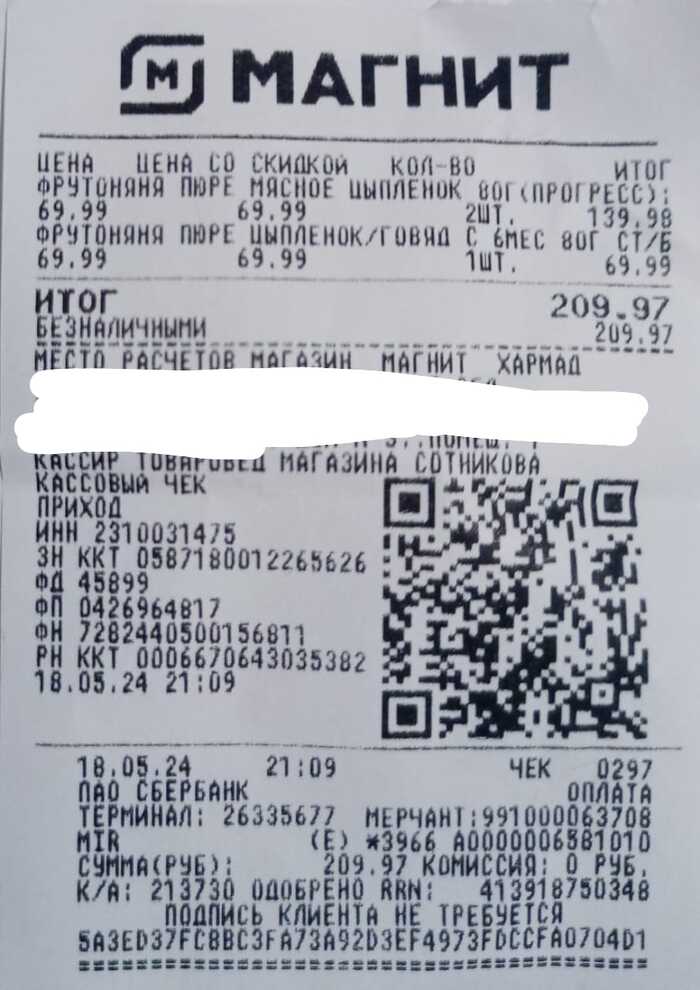 М МАГНИТ
ЦЕНА ЦЕНА СО СКИДКОЙ КОЛ-ВО ИТОГ
ФРУТОНЯНЯ ПЮРЕ МЯСНОЕ ЦЫПЛЕНОК 80Г(ПРОГРЕСС):
69.99 69.99 2ШТ. 139.98
ФРУТОНЯНЯ ПЮРЕ ЦЫПЛЕНОК/ГОВЯД С 6МЕС 80Г СТ/Б
69.99 69.99 1ШТ. 69.99
ИТОГ 209.97
БЕЗНАЛИЧНЫМИ 209.97
МЕСТО РАСЧЕТОВ МАГАЗИН МАГНИТ ХАРМАД
КАССИР ТОВАРОВЕД МАГАЗИНА СОТНИКОВА
КАССОВЫЙ ЧЕК
ПРИХОД
ИНН 2310031475
ЗН ККТ 0587180012265626
ФД 45899
ФП 0426964817
ФН 7282440500156811
РН ККТ 0006670643035382
18.05.24 21:09
18.05.24 21:09 ЧЕК 0297
ПАО СБЕРБАНК ОПЛАТА
ТЕРМИНАЛ: 26335677 МЕРЧАНТ:991000063708
MIR (E) *3966 A0000006581010
СУММА(РУБ): 209.97 КОМИССИЯ: 0 РУБ.
К/А: 213730 ОДОБРЕНО RRN: 413918750348
ПОДПИСЬ КЛИЕНТА НЕ ТРЕБУЕТСЯ
5A3ED37FC8BC3FA73A92D3EF4973FDCCFA0704D1